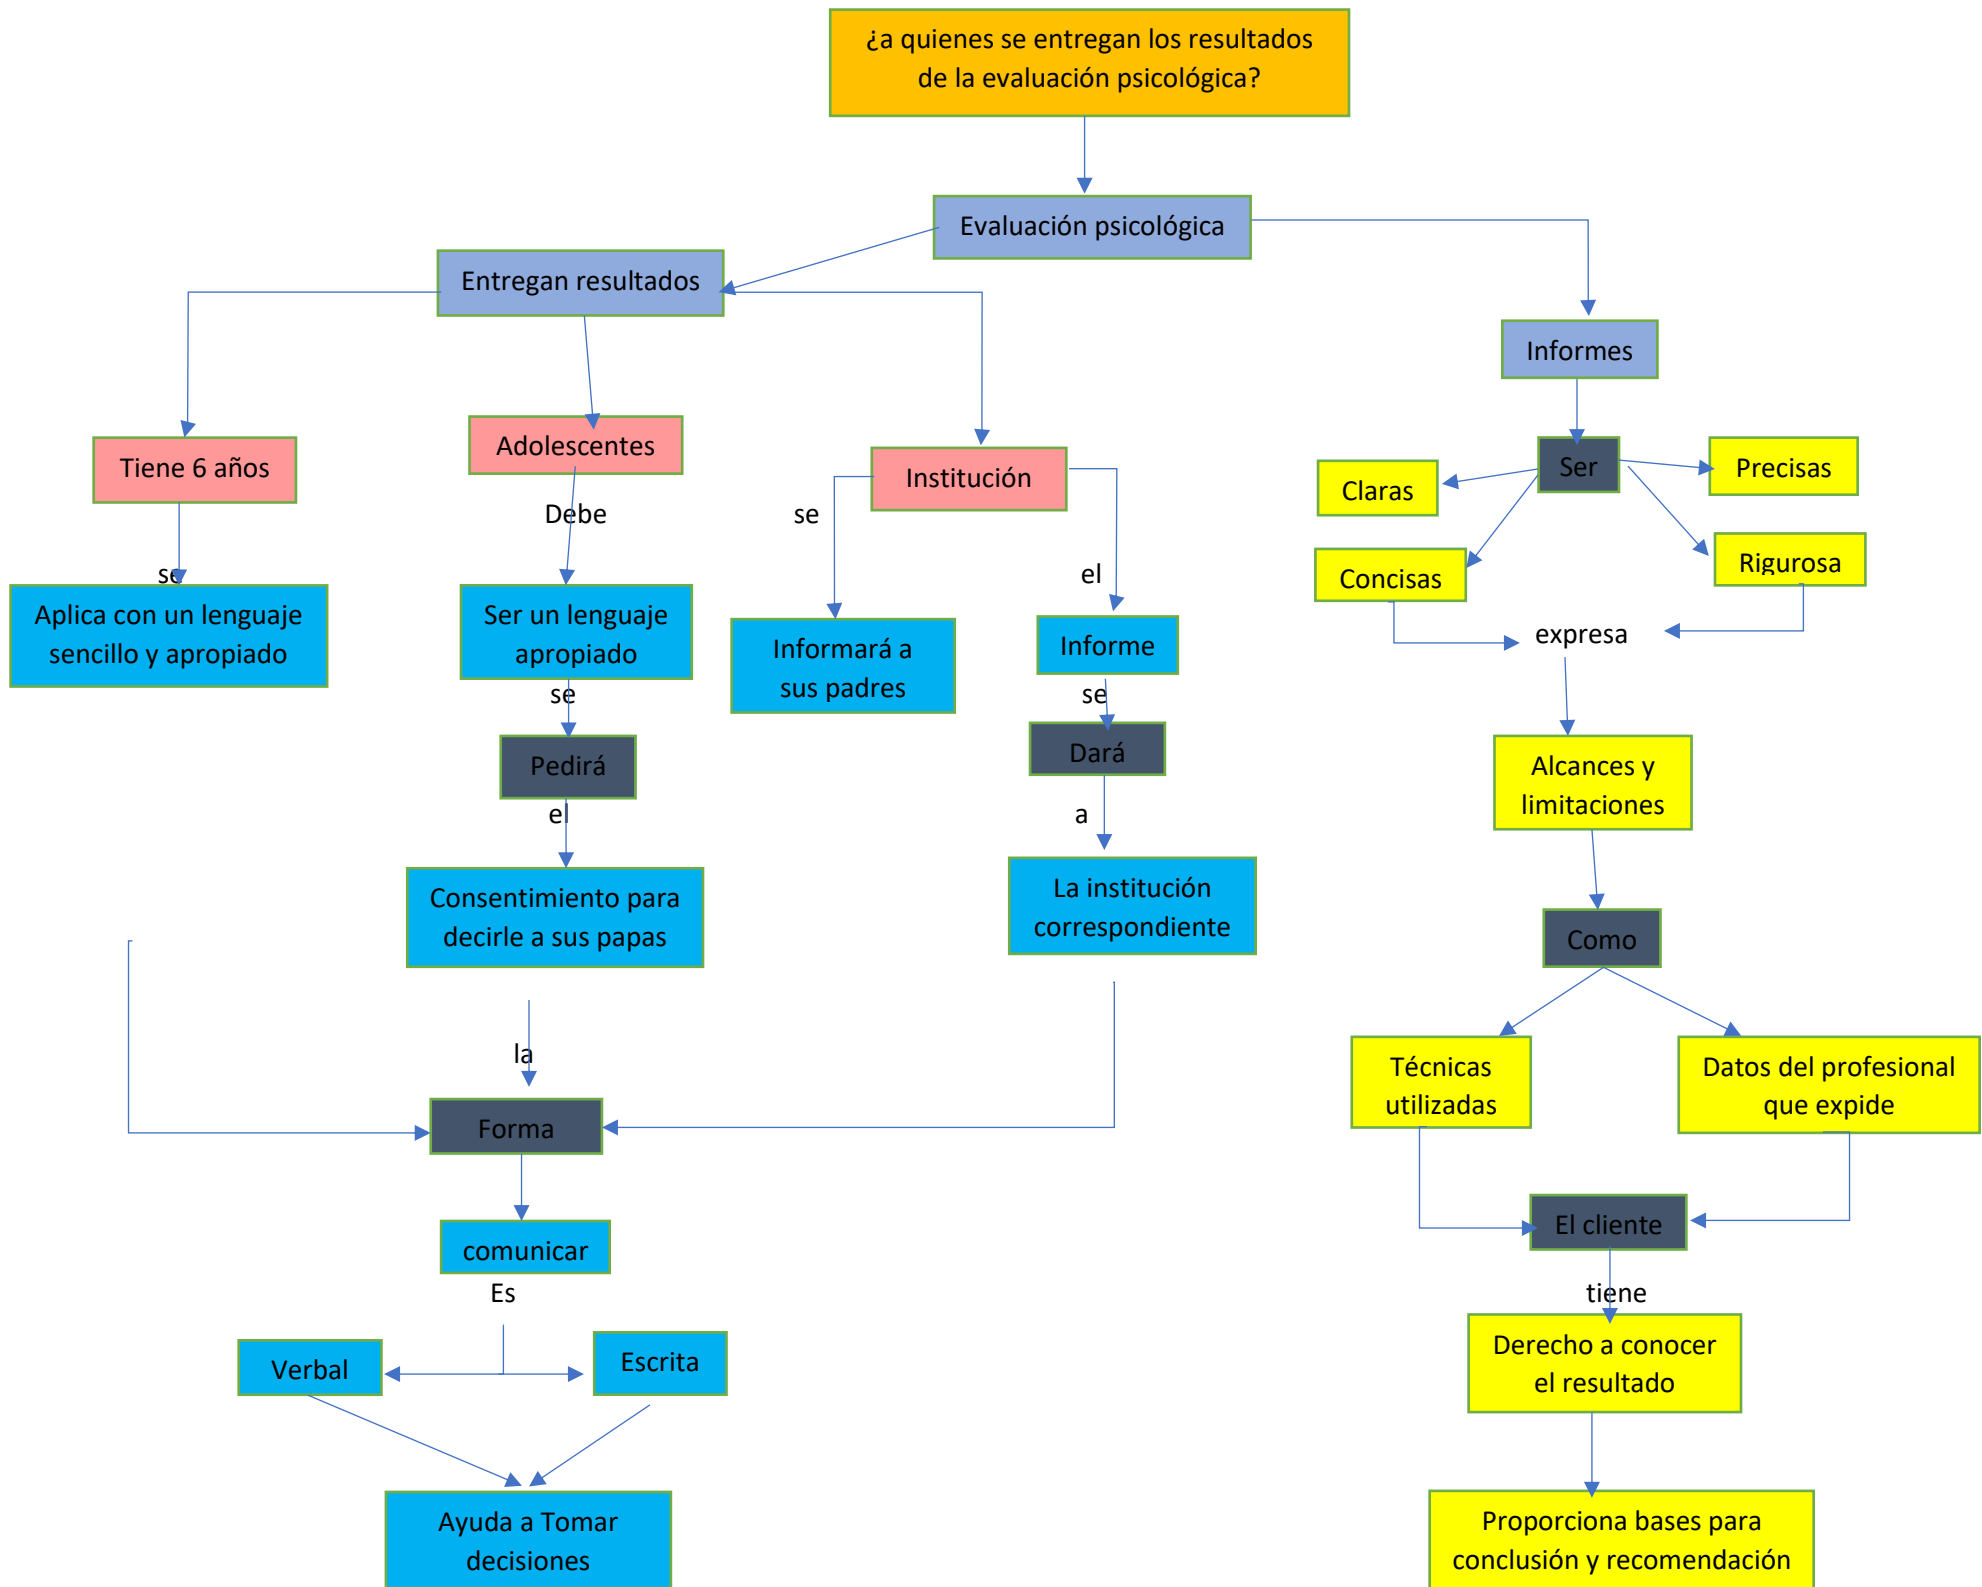 ¿a quienes se entregan los resultados
de la evaluación psicológica?
Evaluación psicológica
Entregan resultados
Informes
Tiene 6 años
Adolescentes
Institución
Ser
Claras
Precisas
Concisas
Rigurosa
se
Debe
se
el
Aplica con un lenguaje
sencillo y apropiado
Ser un lenguaje
apropiado
Informará a
sus padres
Informe
expresa
se
se
Pedirá
Dará
Alcances y
limitaciones
el
a
Consentimiento para
decirle a sus papas
La institución
correspondiente
Como
la
Técnicas
utilizadas
Datos del profesional
que expide
Forma
comunicar
El cliente
Es
tiene
Verbal
Escrita
Derecho a conocer
el resultado
Ayuda a Tomar
decisiones
Proporciona bases para
conclusión y recomendación